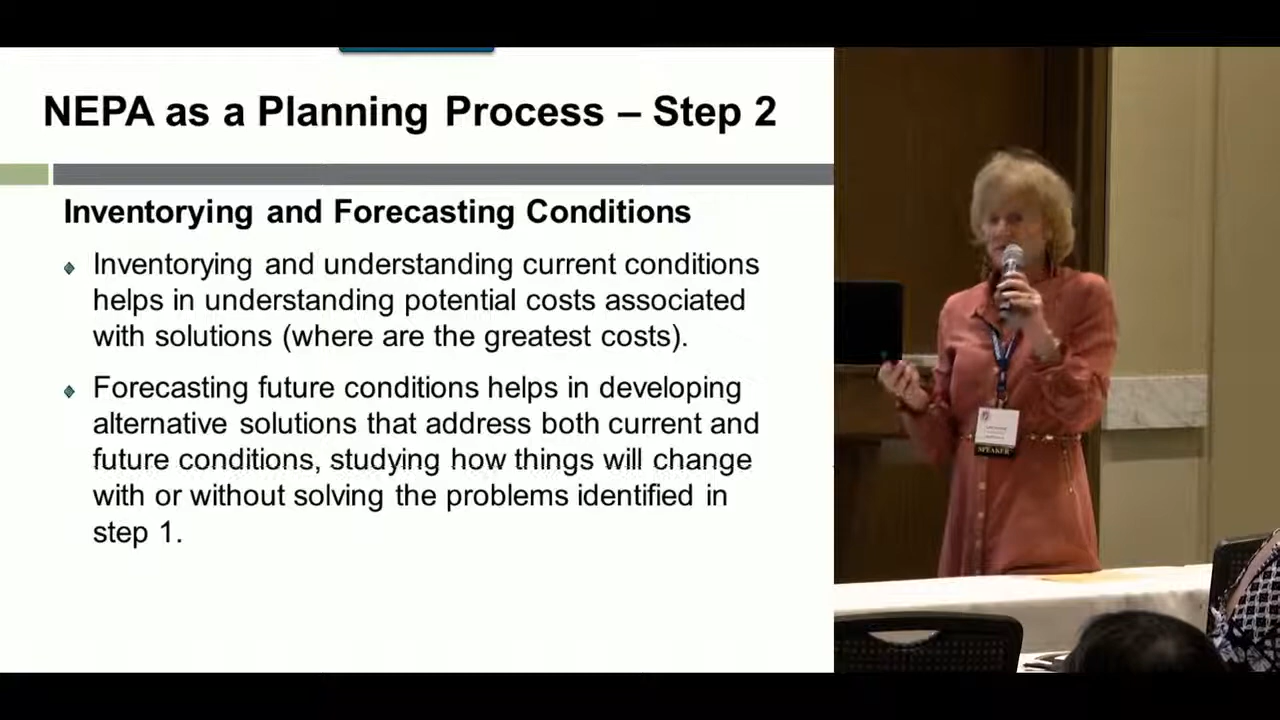 NEPA as a Planning Process – Step 2
Inventorying and Forecasting Conditions
Inventorying and understanding current conditions
helps in understanding potential costs associated
with solutions (where are the greatest costs).
Forecasting future conditions helps in developing
alternative solutions that address both current and
future conditions, studying how things will change
with or without solving the problems identified in
step 1.
SPEAKER